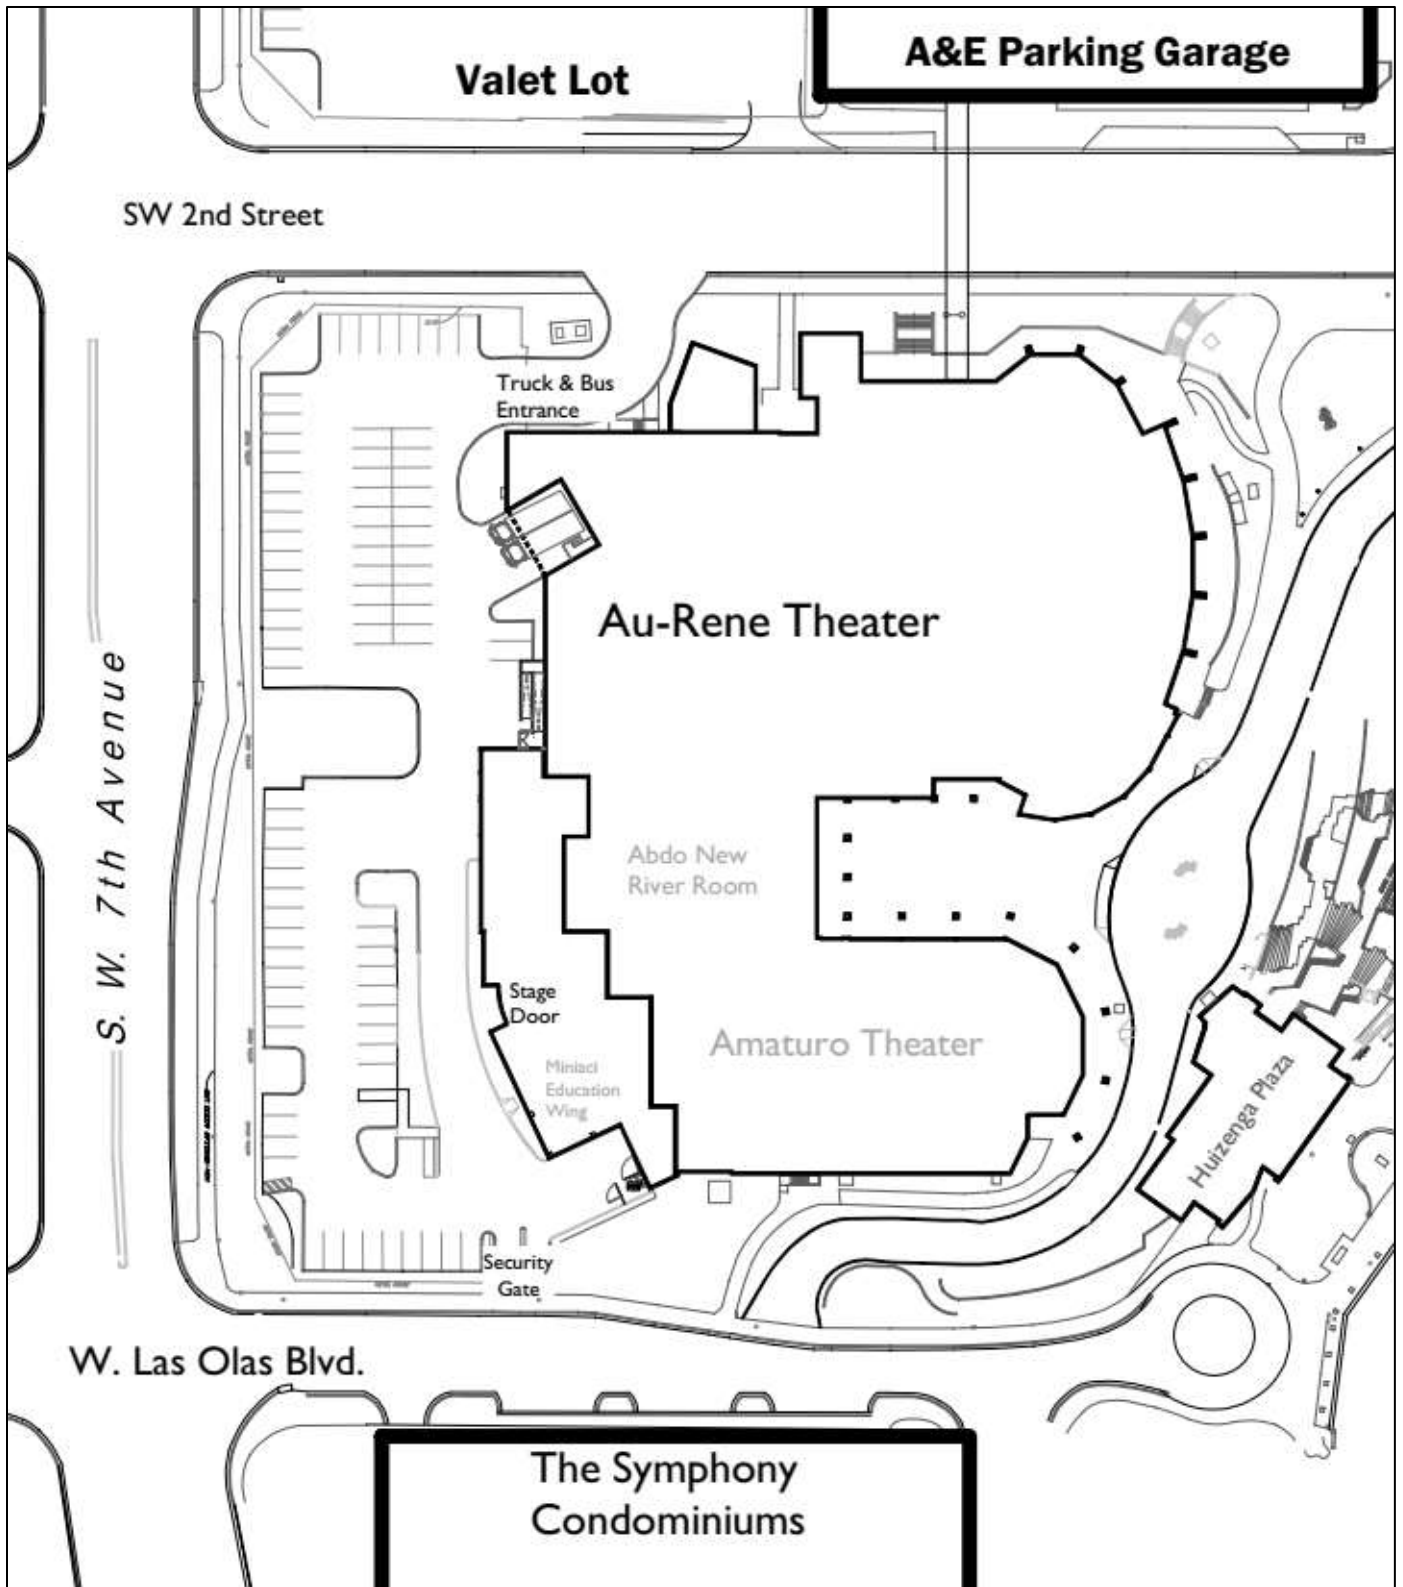 A&E Parking Garage
Valet Lot
SW 2nd Street
Truck & Bus
Entrance
Au-Rene Theater
S. W. 7th Avenue
Abdo New
River Room
Stage
Door
Amaturo Theater
Miniaci
Education
Wing
Huizenga Plaza
Security
Gate
W. Las Olas Blvd.
The Symphony
Condominiums